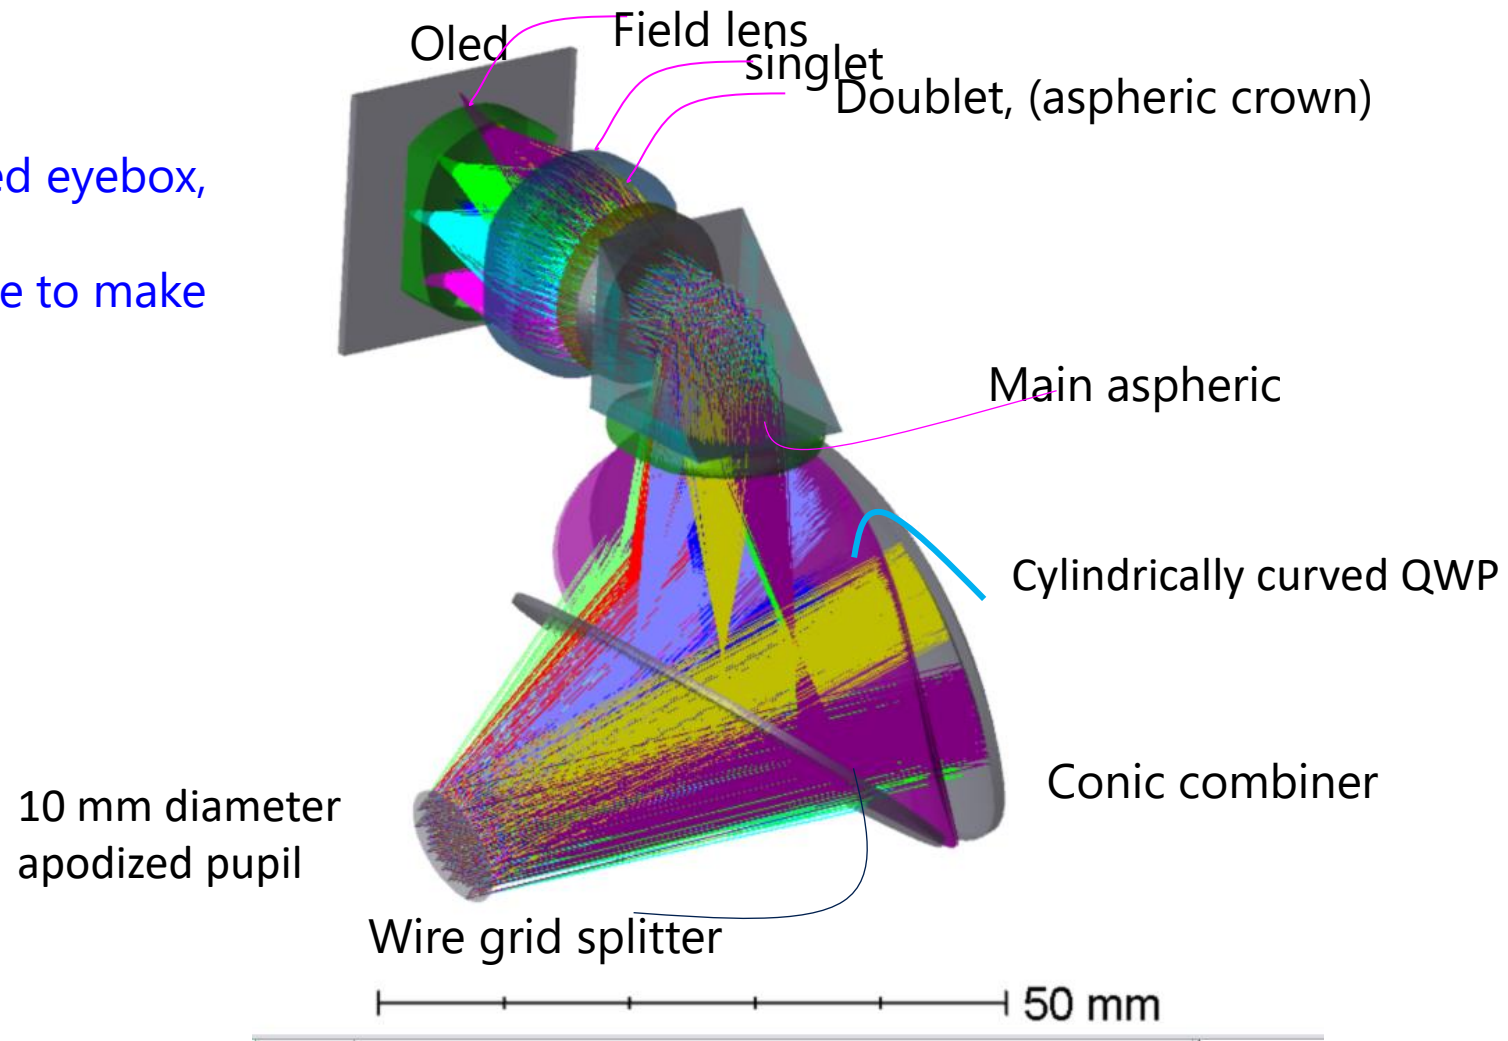 Oled
Field lens
singlet
Doublet, (aspheric crown)
eyebox,
to make
Main aspheric
Cylindrically curved QWP
Conic combiner
10 mm diameter
apodized pupil
Wire grid splitter
50 mm